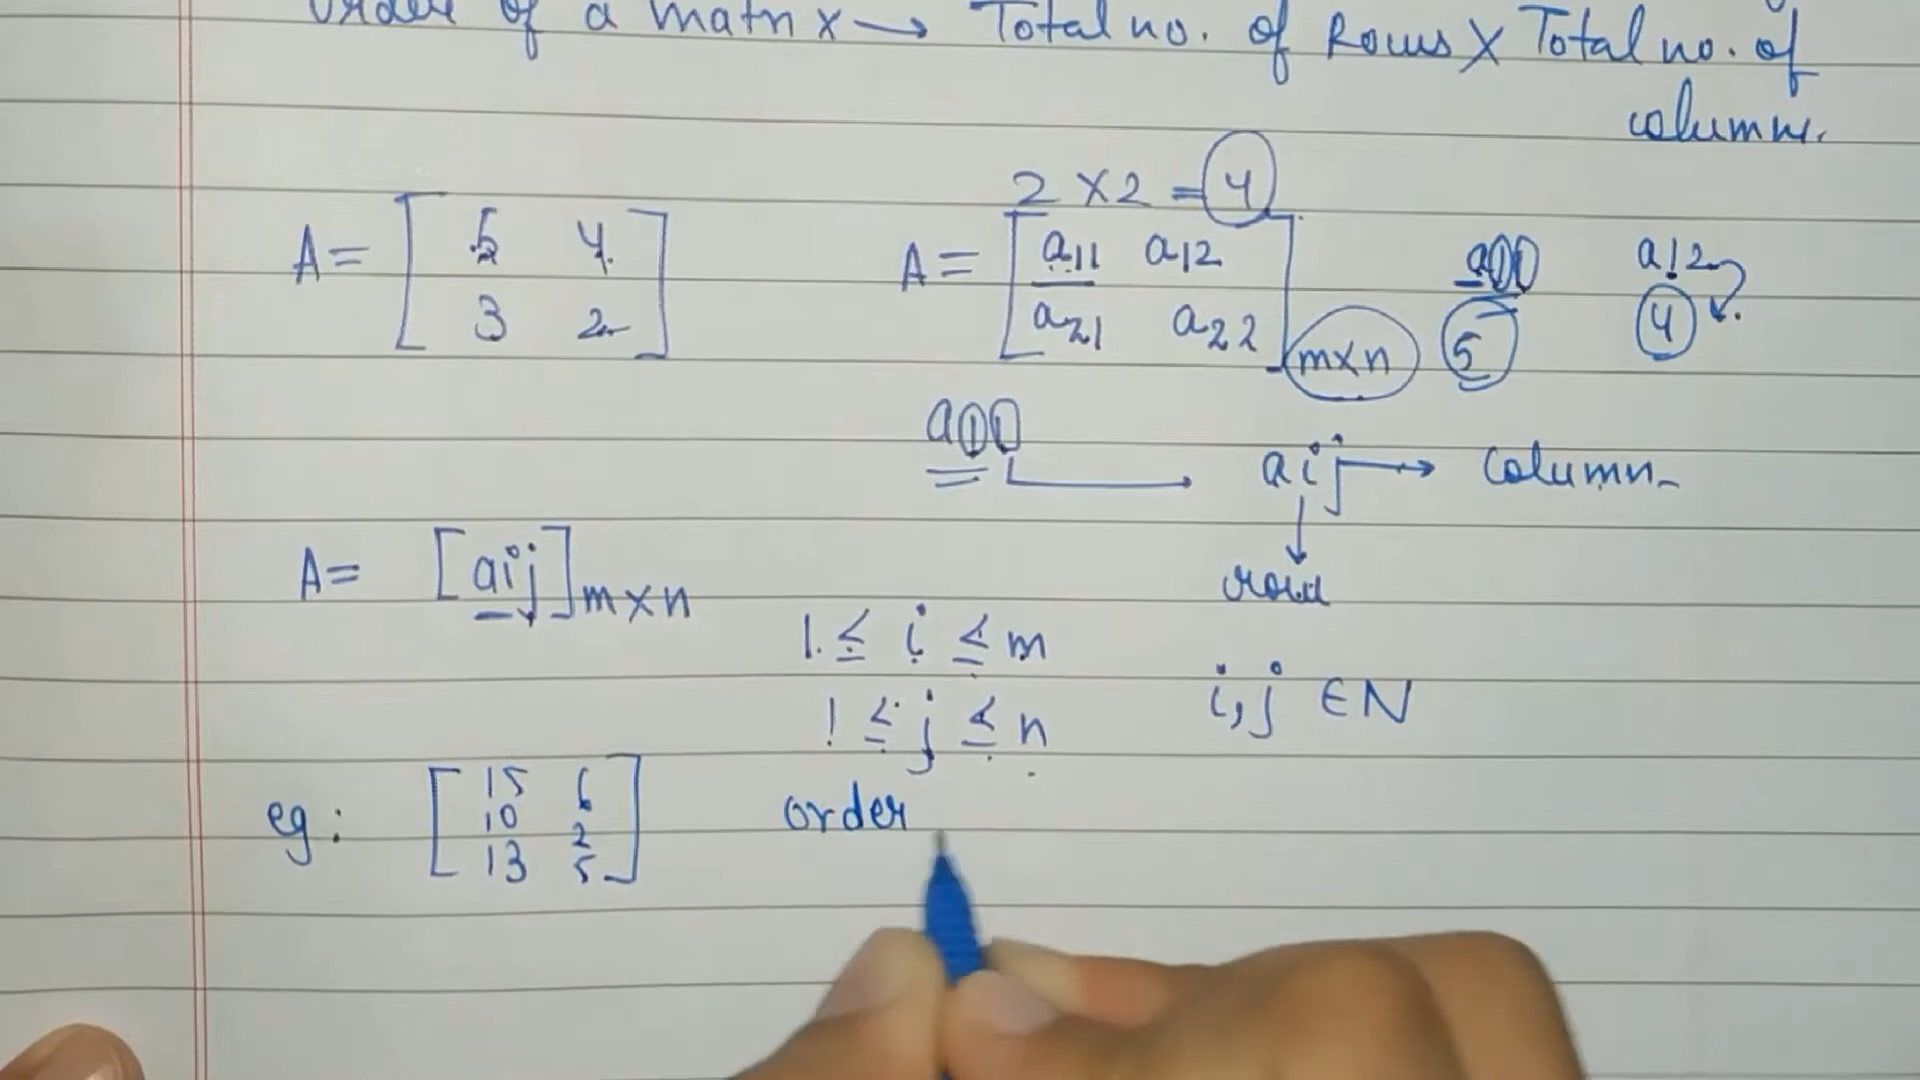 Order of a matrix → Total no. of Rows X Total no. of
column.
2 X 2 = 4
A = [ 5 4
3 2 ]
A = [ a11 a12
a21 a22 ] mxn
a11
5
a12
4
a11 → aij → column
row
A = [aij] m x n
1 ≤ i ≤ m
1 ≤ j ≤ n
i, j ∈ N
eg: [ 15 6
10 2
13 5 ]
order